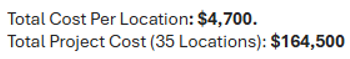 Total Cost Per Location: $4,700.
Total Project Cost (35 Locations): $164,500